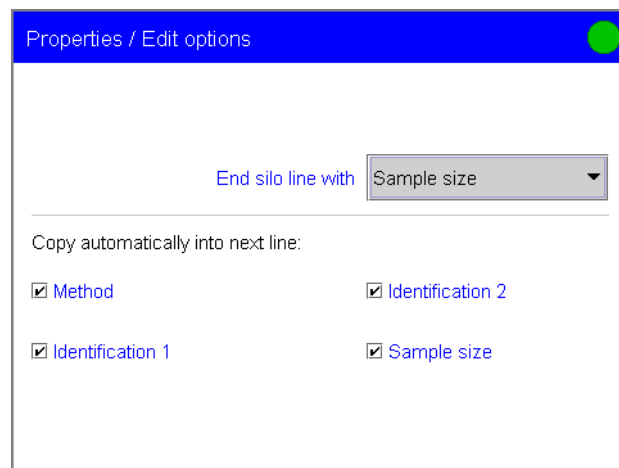 Properties / Edit options
End silo line with Sample size
Copy automatically into next line:
Method Identification 2
Identification 1 Sample size